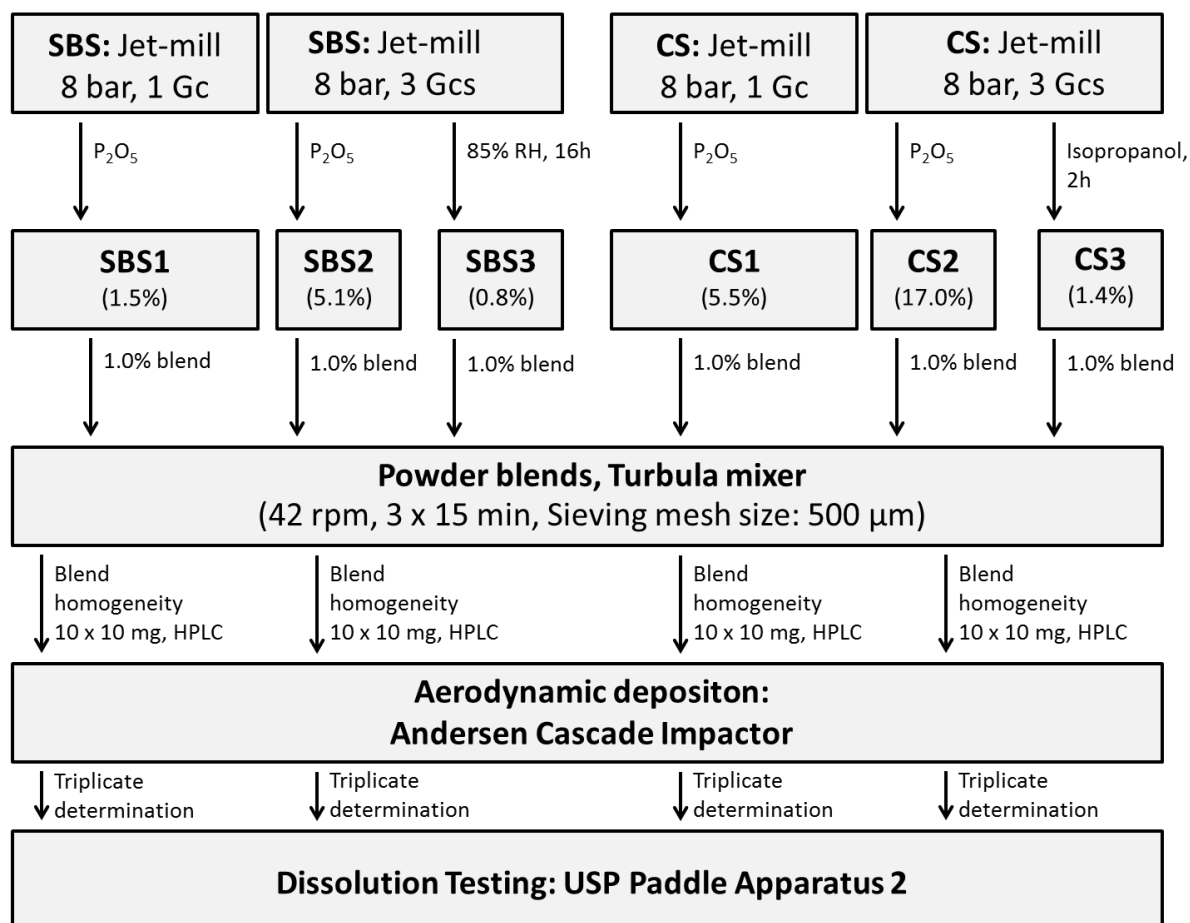 SBS: Jet-mill
8 bar, 1 Gc
SBS: Jet-mill
8 bar, 3 Gcs
CS: Jet-mill
8 bar, 1 Gc
CS: Jet-mill
8 bar, 3 Gcs
P₂O₅
P₂O₅
85% RH, 16h
P₂O₅
P₂O₅
Isopropanol,
2h
SBS1
(1.5%)
SBS2
(5.1%)
SBS3
(0.8%)
CS1
(5.5%)
CS2
(17.0%)
CS3
(1.4%)
1.0% blend
1.0% blend
1.0% blend
1.0% blend
1.0% blend
1.0% blend
Powder blends, Turbula mixer
(42 rpm, 3 x 15 min, Sieving mesh size: 500 µm)
Blend
homogeneity
10 x 10 mg, HPLC
Blend
homogeneity
10 x 10 mg, HPLC
Blend
homogeneity
10 x 10 mg, HPLC
Blend
homogeneity
10 x 10 mg, HPLC
Aerodynamic depositon:
Andersen Cascade Impactor
Triplicate
determination
Triplicate
determination
Triplicate
determination
Triplicate
determination
Dissolution Testing: USP Paddle Apparatus 2